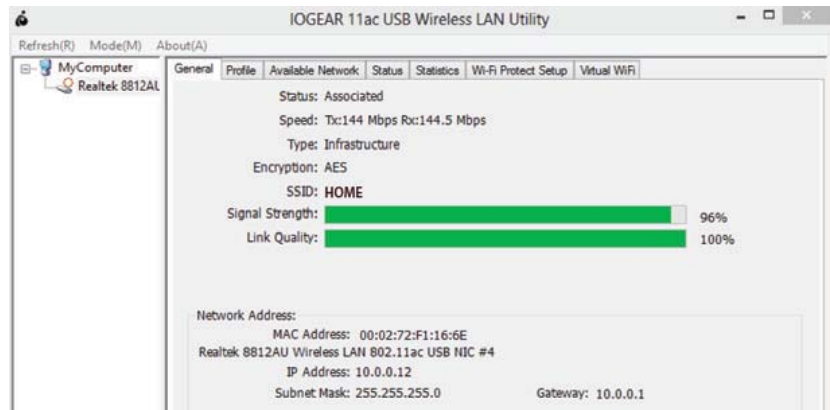 IOGEAR 11ac USB Wireless LAN Utility
Refresh(R) Mode(M) About(A)
MyComputer
Realtek 8812AU
General Profile Available Network Status Statistics Wi-Fi Protect Setup Virtual WiFi
Status: Associated
Speed: Tx:144 Mbps Rx:144.5 Mbps
Type: Infrastructure
Encryption: AES
SSID: HOME
Signal Strength: 96%
Link Quality: 100%
Network Address:
MAC Address: 00:02:72:F1:16:6E
Realtek 8812AU Wireless LAN 802.11ac USB NIC #4
IP Address: 10.0.0.12
Subnet Mask: 255.255.255.0 Gateway: 10.0.0.1